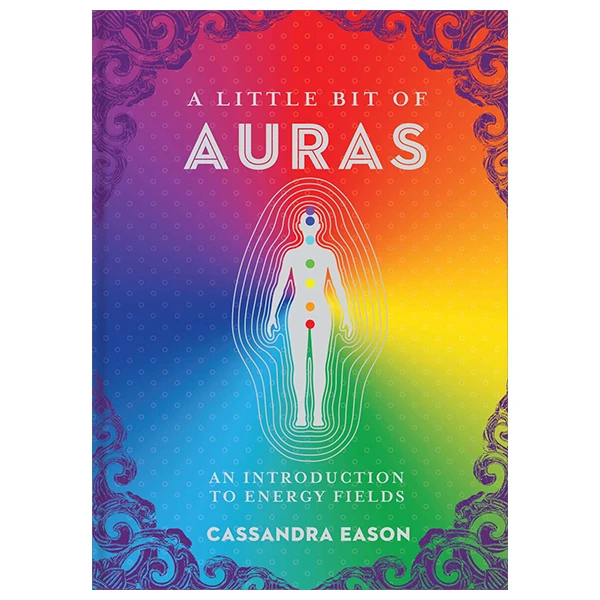 A LITTLE BIT OF
AURAS
AN INTRODUCTION
TO ENERGY FIELDS
CASSANDRA EASON